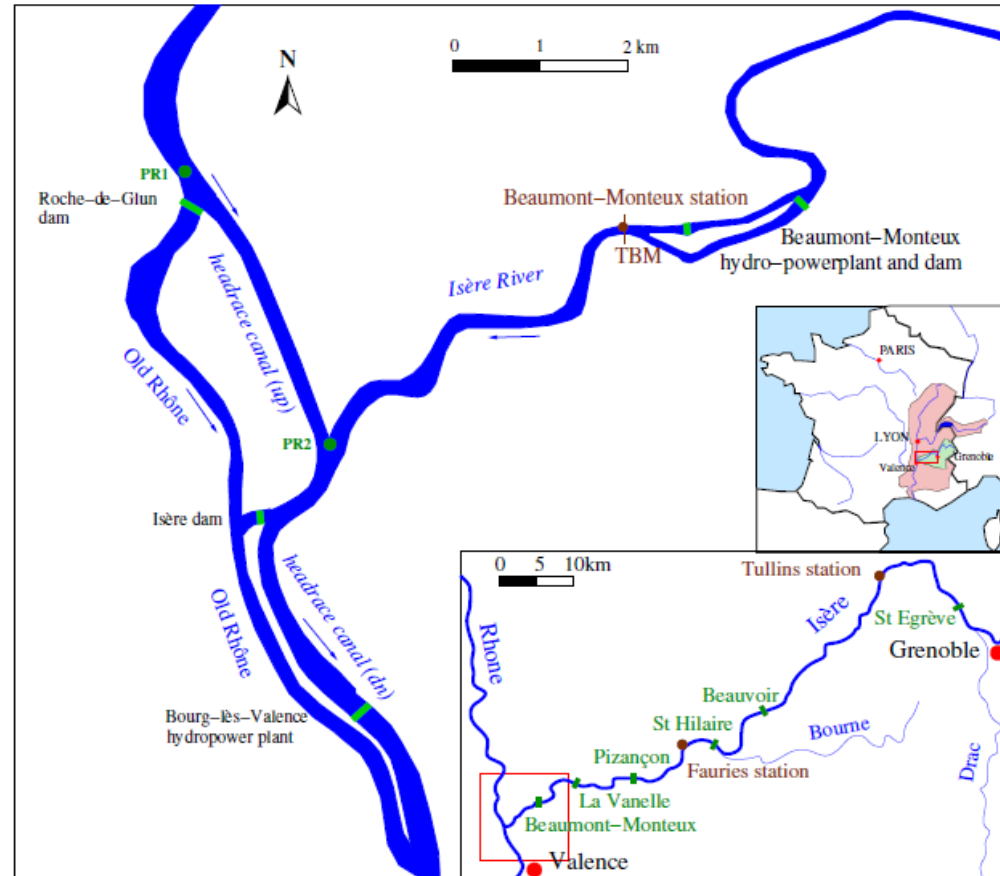 0 1 2 km
N
PR1
Roche−de−Glun
dam
headrace canal (up)
Old Rhône
Isère River
Beaumont−Monteux station
TBM
Beaumont−Monteux
hydro−powerplant and dam
PR2
Isère dam
headrace canal (dn)
Old Rhône
Bourg−lès−Valence
hydropower plant
PARIS
LYON
Valence
Grenoble
0 5 10km
Tullins station
Isère
St Egrève
Grenoble
Rhone
Beauvoir
St Hilaire
Bourne
Pizançon
Fauries station
Drac
La Vanelle
Beaumont−Monteux
Valence